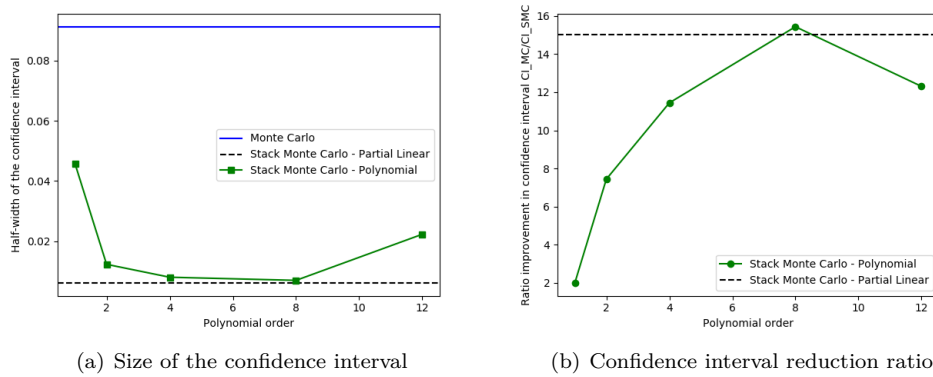 Half-width of the confidence interval
0.08
0.06
0.04
0.02
Monte Carlo
Stack Monte Carlo - Partial Linear
Stack Monte Carlo - Polynomial
2 4 6 8 10 12
Polynomial order
(a) Size of the confidence interval
Ratio improvement in confidence interval CI_MC/CI_SMC
16
14
12
10
8
6
4
2
Stack Monte Carlo - Polynomial
Stack Monte Carlo - Partial Linear
2 4 6 8 10 12
Polynomial order
(b) Confidence interval reduction ratio